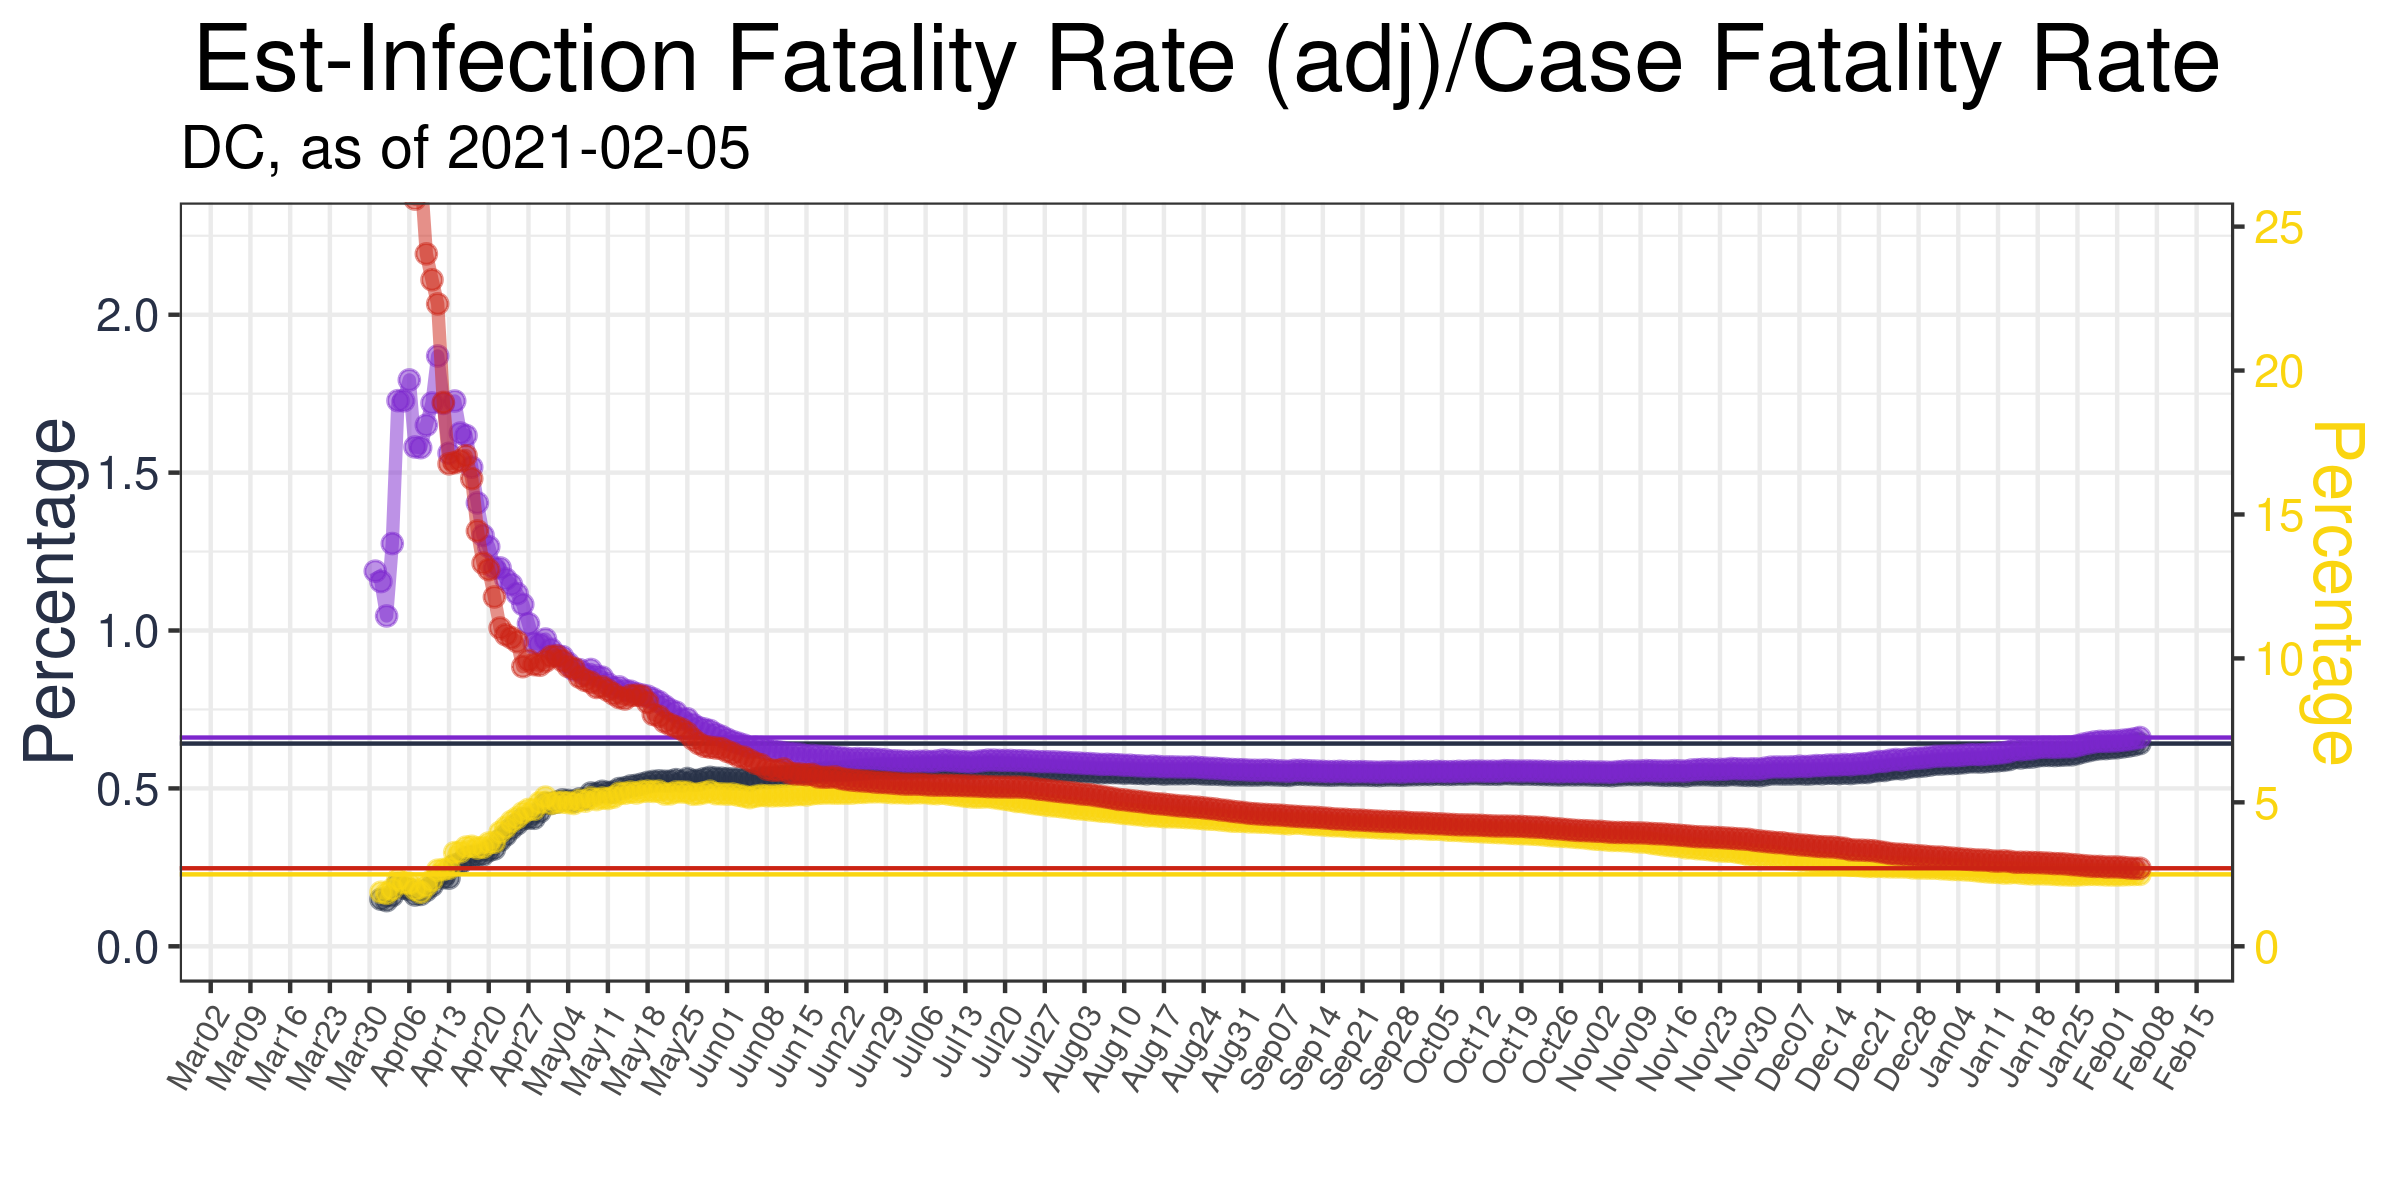 Est-Infection Fatality Rate (adj)/Case Fatality Rate
DC, as of 2021-02-05
Percentage
2.0
1.5
1.0
0.5
0.0
25
20
15
10
5
0
Percentage
Mar02
Mar09
Mar16
Mar23
Mar30
Apr06
Apr13
Apr20
Apr27
May04
May11
May18
May25
Jun01
Jun08
Jun15
Jun22
Jun29
Jul06
Jul13
Jul20
Jul27
Aug03
Aug10
Aug17
Aug24
Aug31
Sep07
Sep14
Sep21
Sep28
Oct05
Oct12
Oct19
Oct26
Nov02
Nov09
Nov16
Nov23
Nov30
Dec07
Dec14
Dec21
Dec28
Jan04
Jan11
Jan18
Jan25
Feb01
Feb08
Feb15